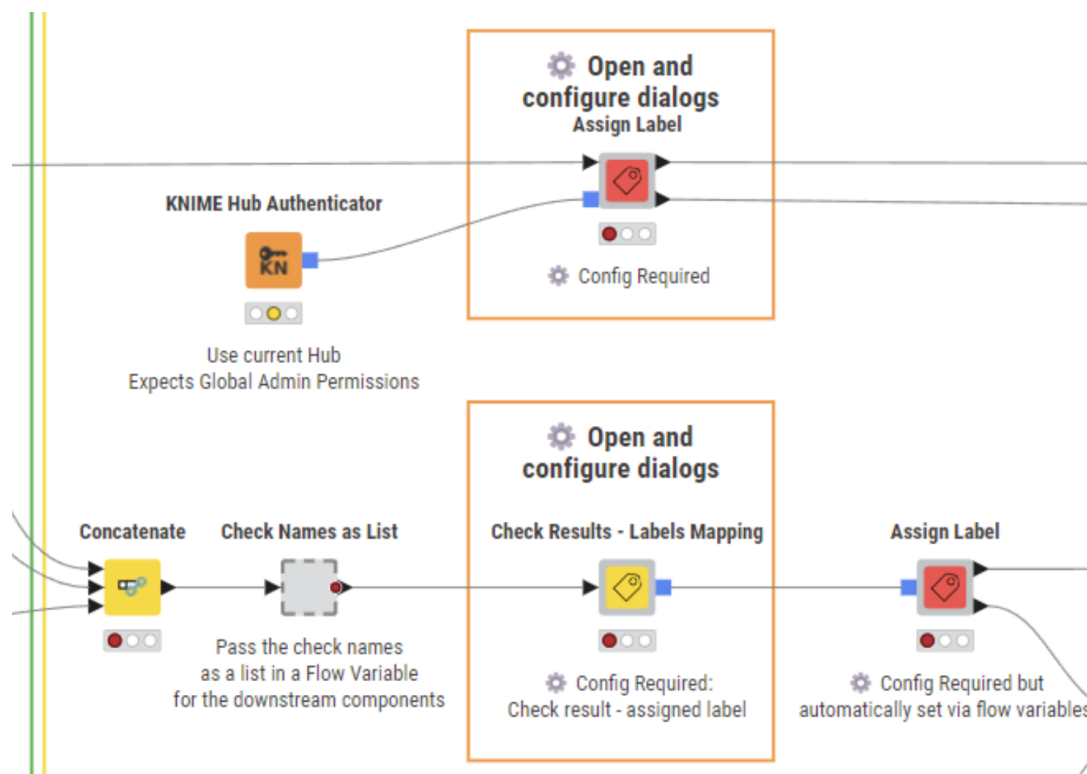 Open and
configure dialogs
Assign Label
KNIME Hub Authenticator
KN
Config Required
Use current Hub
Expects Global Admin Permissions
Open and
configure dialogs
Concatenate
Check Names as List
Check Results - Labels Mapping
Assign Label
Pass the check names
as a list in a Flow Variable
for the downstream components
Config Required:
Check result - assigned label
Config Required but
automatically set via flow variables